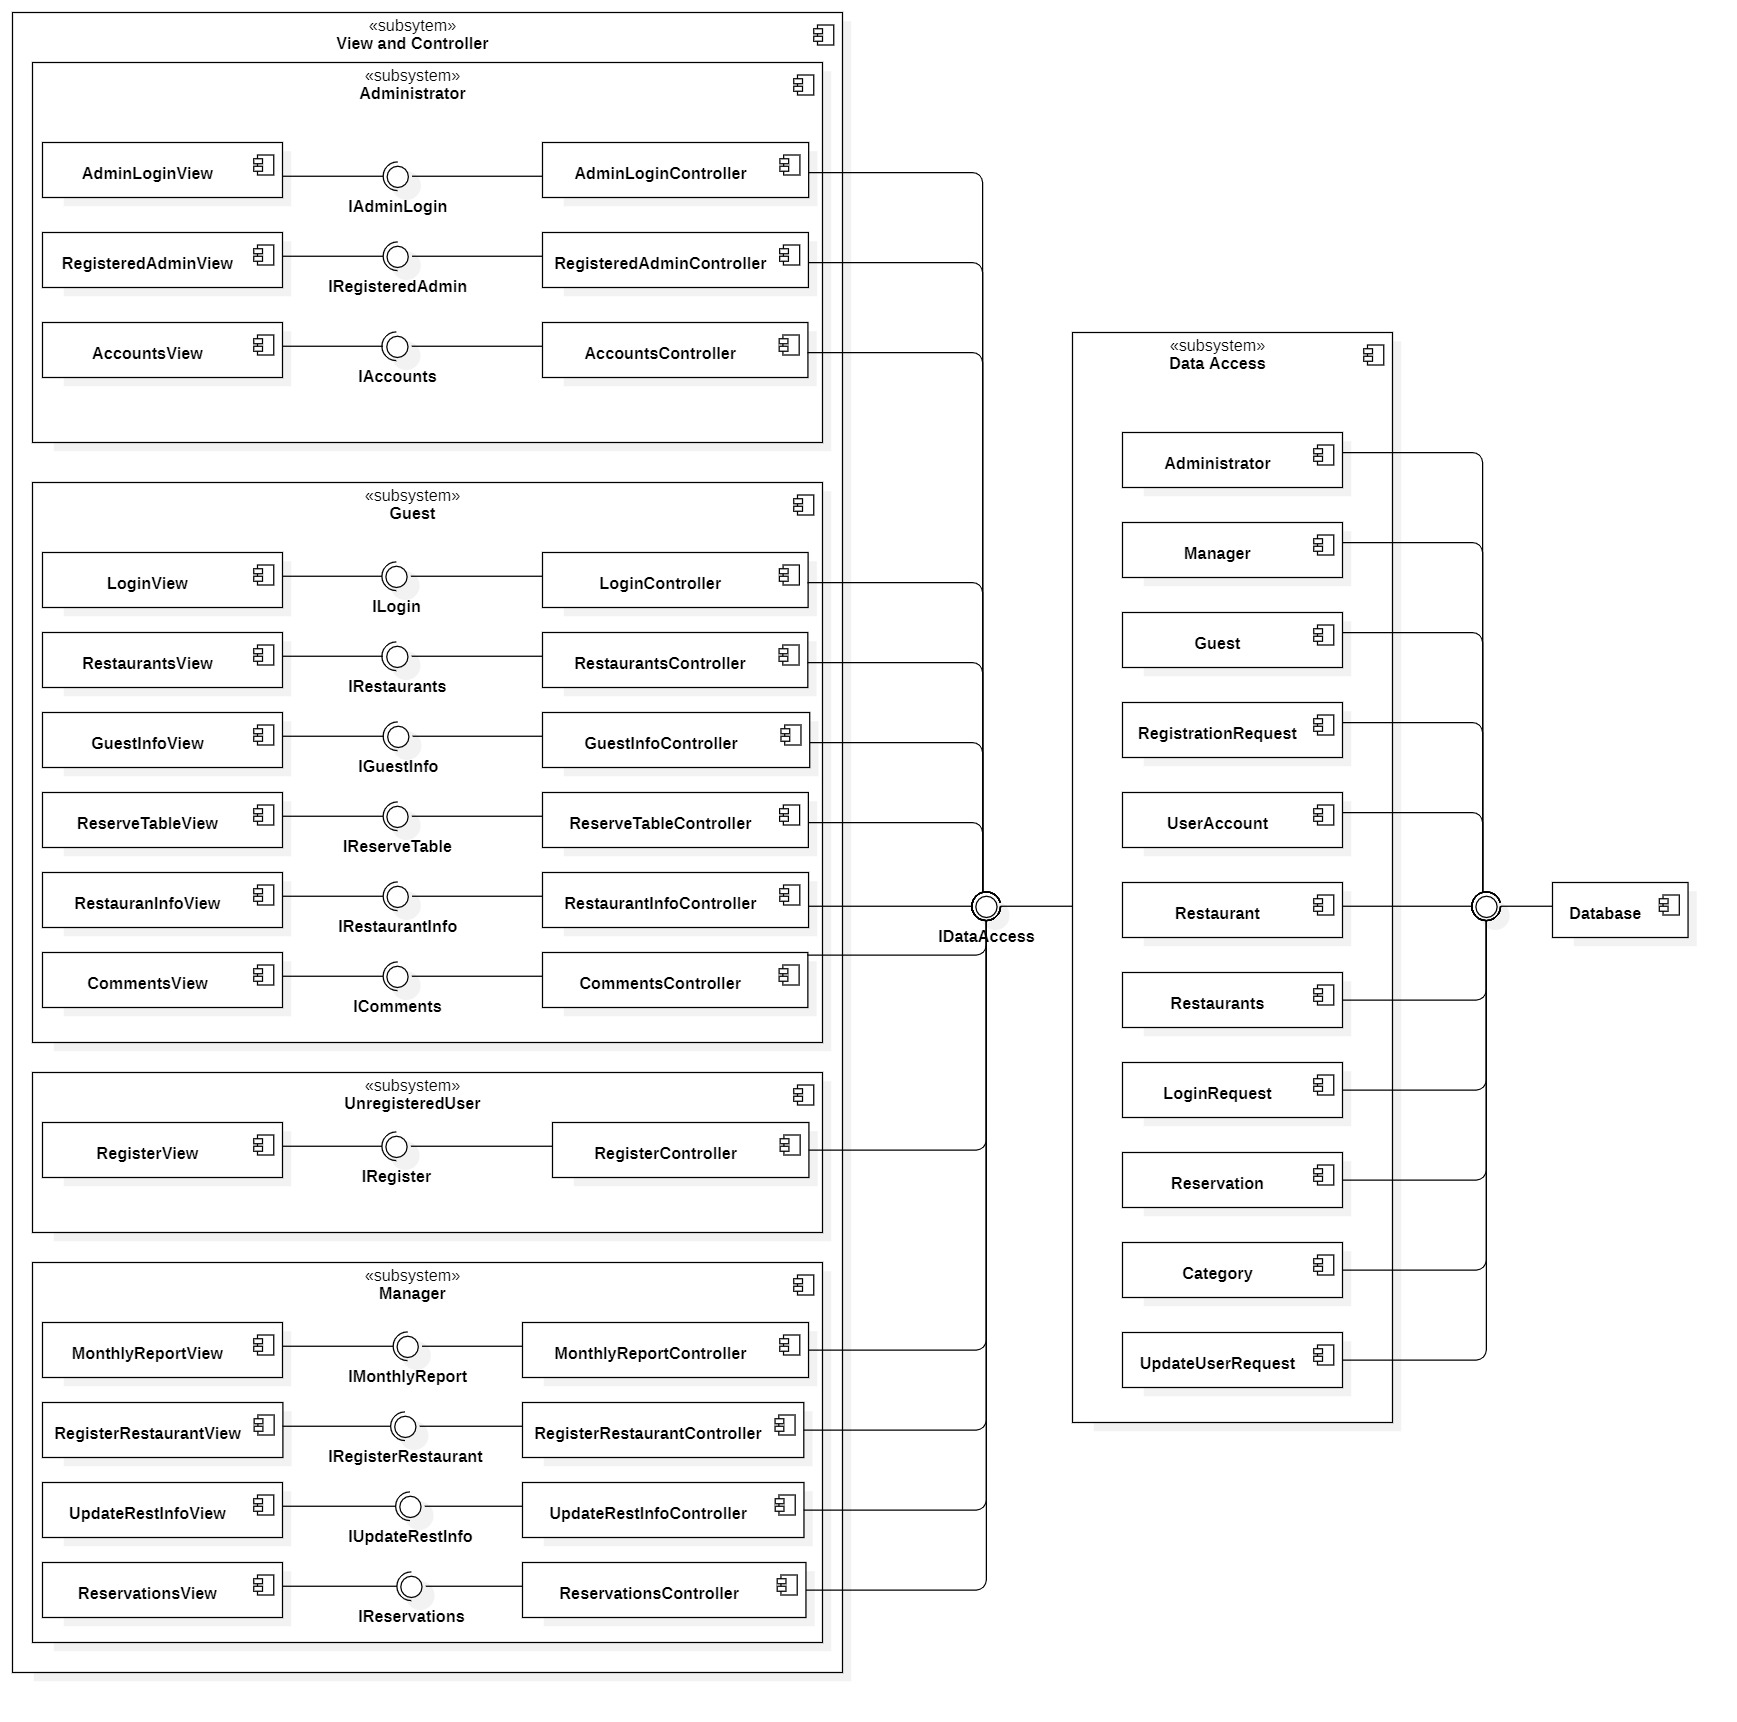 «subsytem»
View and Controller
«subsystem»
Administrator
AdminLoginView
IAdminLogin
AdminLoginController
RegisteredAdminView
IRegisteredAdmin
RegisteredAdminController
AccountsView
IAccounts
AccountsController
«subsystem»
Guest
LoginView
ILogin
LoginController
RestaurantsView
IRestaurants
RestaurantsController
GuestInfoView
IGuestInfo
GuestInfoController
ReserveTableView
IReserveTable
ReserveTableController
RestauranInfoView
IRestaurantInfo
RestaurantInfoController
CommentsView
IComments
CommentsController
«subsystem»
UnregisteredUser
RegisterView
IRegister
RegisterController
«subsystem»
Manager
MonthlyReportView
IMonthlyReport
MonthlyReportController
RegisterRestaurantView
IRegisterRestaurant
RegisterRestaurantController
UpdateRestInfoView
IUpdateRestInfo
UpdateRestInfoController
ReservationsView
IReservations
ReservationsController
IDataAccess
«subsystem»
Data Access
Administrator
Manager
Guest
RegistrationRequest
UserAccount
Restaurant
Restaurants
LoginRequest
Reservation
Category
UpdateUserRequest
Database